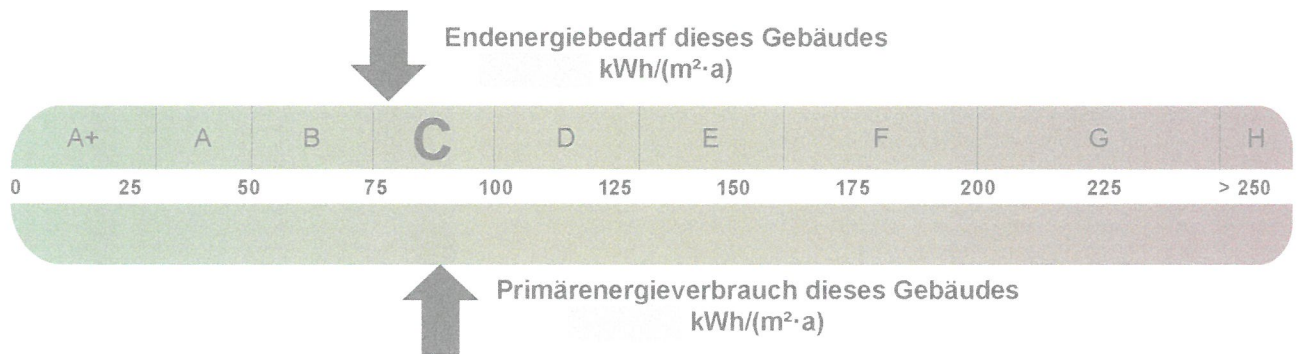 Endenergiebedarf dieses Gebäudes
kWh/(m²·a)
A+ A B C D E F G H
0 25 50 75 100 125 150 175 200 225 > 250
Primärenergieverbrauch dieses Gebäudes
kWh/(m²·a)